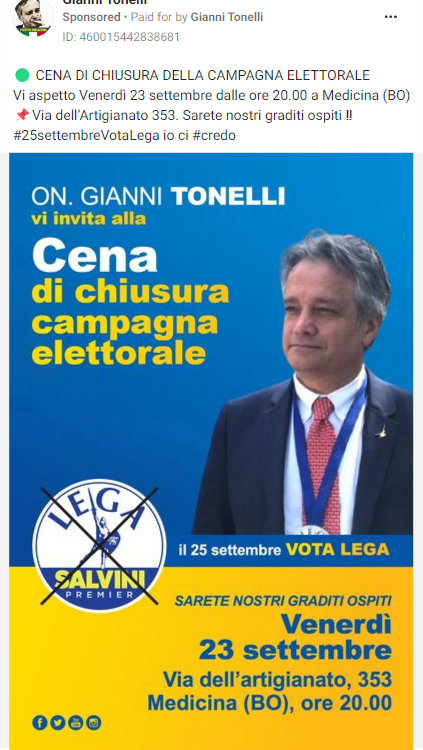 Gianni Tonelli
Sponsored • Paid for by Gianni Tonelli
ID: 460015442838681
🟢 CENA DI CHIUSURA DELLA CAMPAGNA ELETTORALE
Vi aspetto Venerdì 23 settembre dalle ore 20.00 a Medicina (BO)
📌Via dell'Artigianato 353. Sarete nostri graditi ospiti ‼
#25settembreVotaLega io ci #credo
ON. GIANNI TONELLI
vi invita alla
Cena
di chiusura
campagna
elettorale
LEGA
SALVINI
PREMIER
il 25 settembre VOTA LEGA
SARETE NOSTRI GRADITI OSPITI
Venerdì
23 settembre
Via dell'artigianato, 353
Medicina (BO), ore 20.00